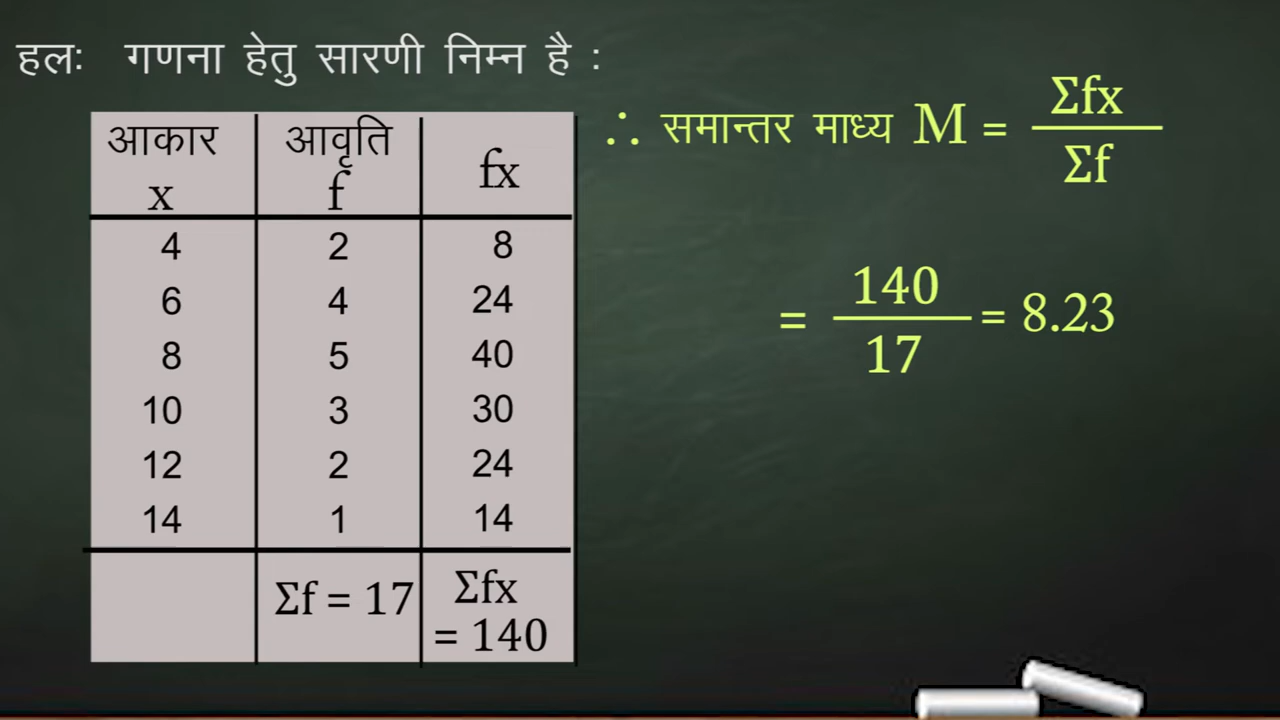 हलः गणना हेतु सारणी निम्न है :
आकार आवृति fx
x f
4 2 8
6 4 24
8 5 40
10 3 30
12 2 24
14 1 14
Σf = 17 Σfx
= 140
∴ समान्तर माध्य M = Σfx
Σf
= 140
17
= 8.23